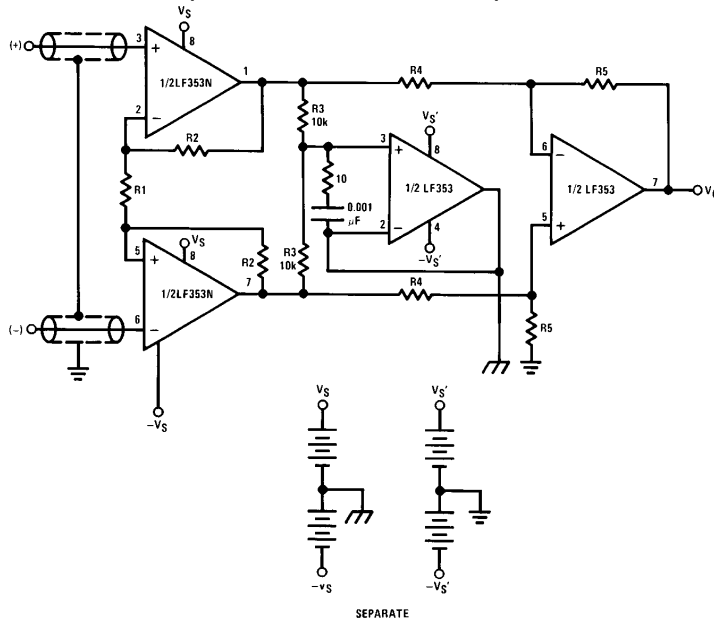 VS
(+)
3
8
+
1/2LF353N
1
2
−
R2
R1
R3
10k
R4
R5
VS'
3
8
+
10
0.001
μF
1/2 LF353
2
−
4
−VS'
6
−
1/2 LF353
7
5
+
VS
5
8
+
R2
R3
10k
1/2LF353N
7
R4
R5
(−)
6
−
−VS
VS
VS'
−VS
−VS'
SEPARATE